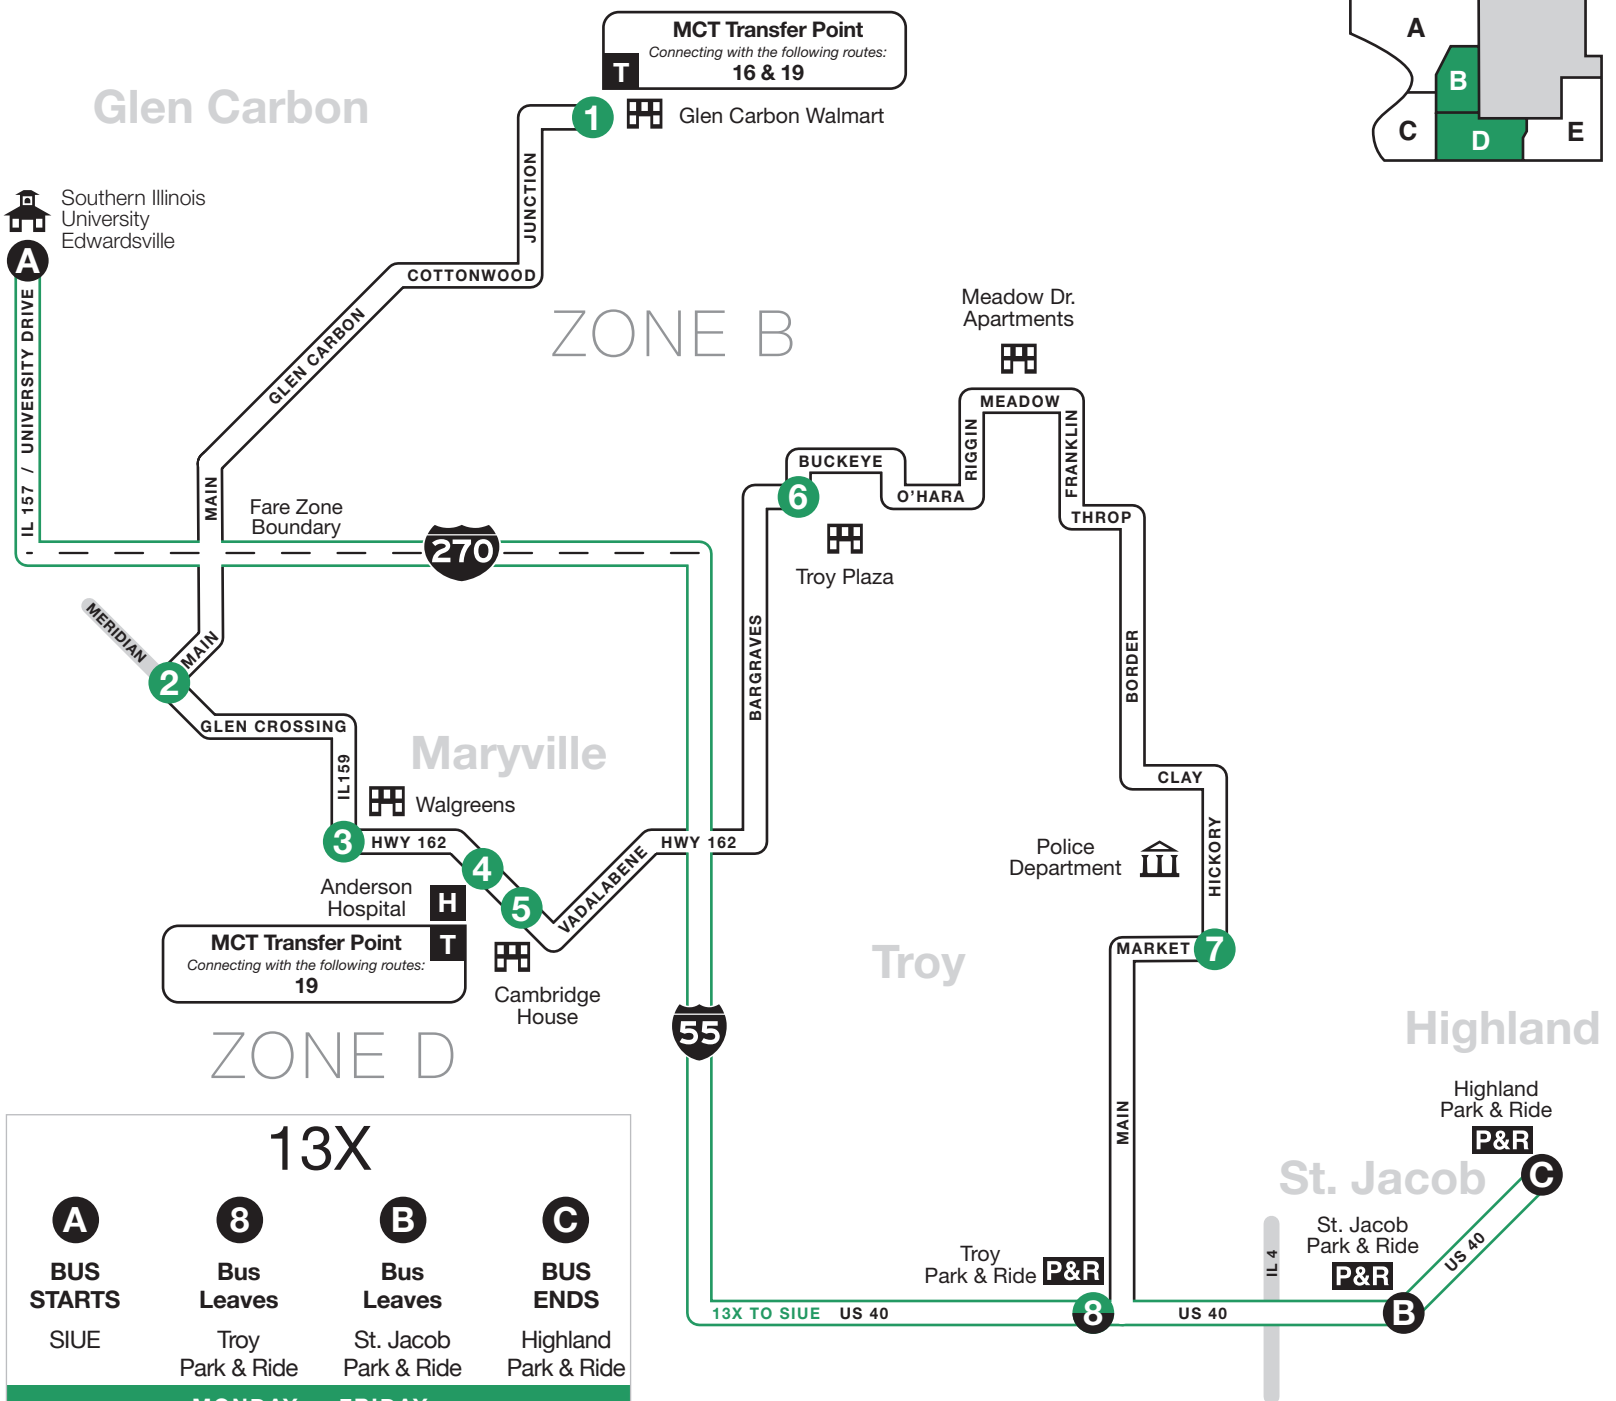 MCT Transfer Point
Connecting with the following routes:
16 & 19
T
1
Glen Carbon Walmart
A
B
C
D
E
Glen Carbon
Southern Illinois
University
Edwardsville
A
IL 157 / UNIVERSITY DRIVE
JUNCTION
COTTONWOOD
GLEN CARBON
MAIN
ZONE B
Meadow Dr.
Apartments
MEADOW
RIGGIN
FRANKLIN
BUCKEYE
O'HARA
THROP
6
Troy Plaza
Fare Zone
Boundary
270
MERIDIAN
MAIN
2
GLEN CROSSING
IL159
Maryville
Walgreens
3
HWY 162
4
5
VADALABENE
HWY 162
BARGRAVES
BORDER
CLAY
HICKORY
Police
Department
Anderson
Hospital
H
T
MCT Transfer Point
Connecting with the following routes:
19
Cambridge
House
MARKET
7
Troy
55
ZONE D
MAIN
Highland
Highland
Park & Ride
P&R
C
St. Jacob
St. Jacob
Park & Ride
P&R
US 40
IL 4
B
Troy
Park & Ride
P&R
8
13X TO SIUE
US 40
US 40
13X
A
8
B
C
BUS
STARTS
Bus
Leaves
Bus
Leaves
BUS
ENDS
SIUE
Troy
Park & Ride
St. Jacob
Park & Ride
Highland
Park & Ride